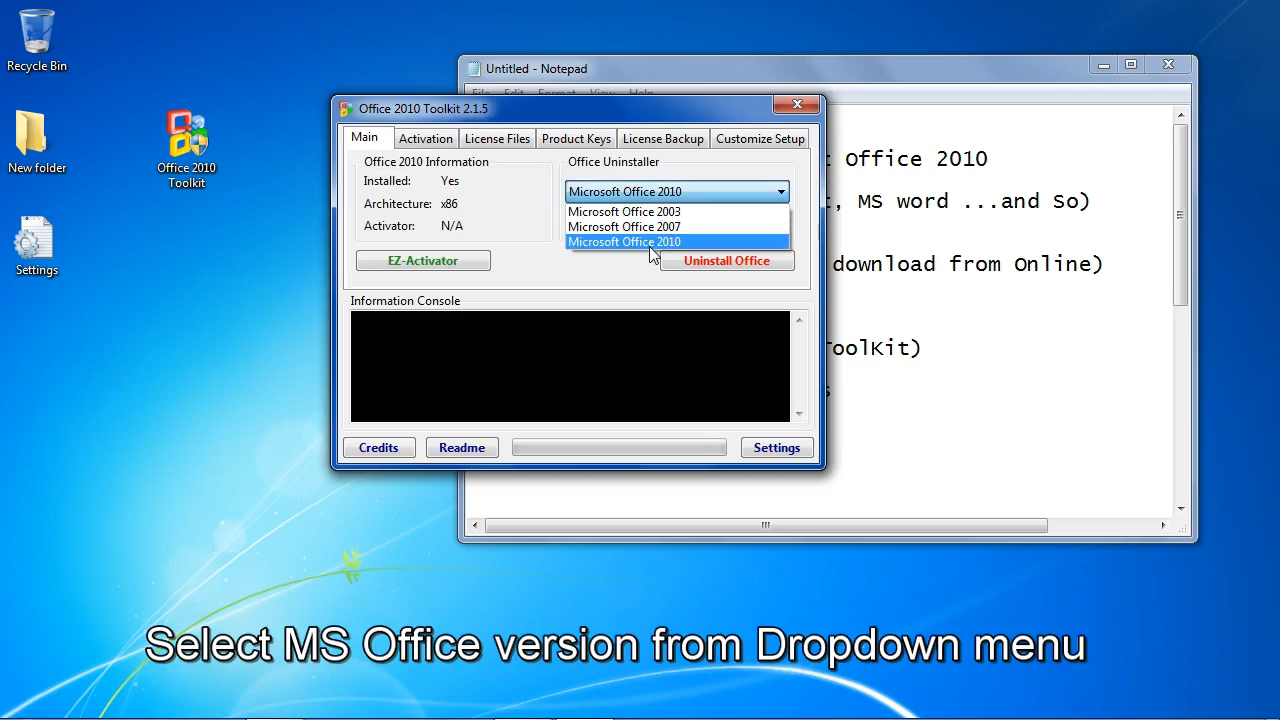 Recycle Bin
New folder
Office 2010
Toolkit
Settings
Untitled - Notepad
Office 2010
, MS word ...and So)
download from Online)
ToolKit)
Office 2010 Toolkit 2.1.5
Main
Activation
License Files
Product Keys
License Backup
Customize Setup
Office 2010 Information
Installed: Yes
Architecture: x86
Activator: N/A
EZ-Activator
Office Uninstaller
Microsoft Office 2010
Microsoft Office 2003
Microsoft Office 2007
Microsoft Office 2010
Uninstall Office
Information Console
Credits
Readme
Settings
Select MS Office version from Dropdown menu